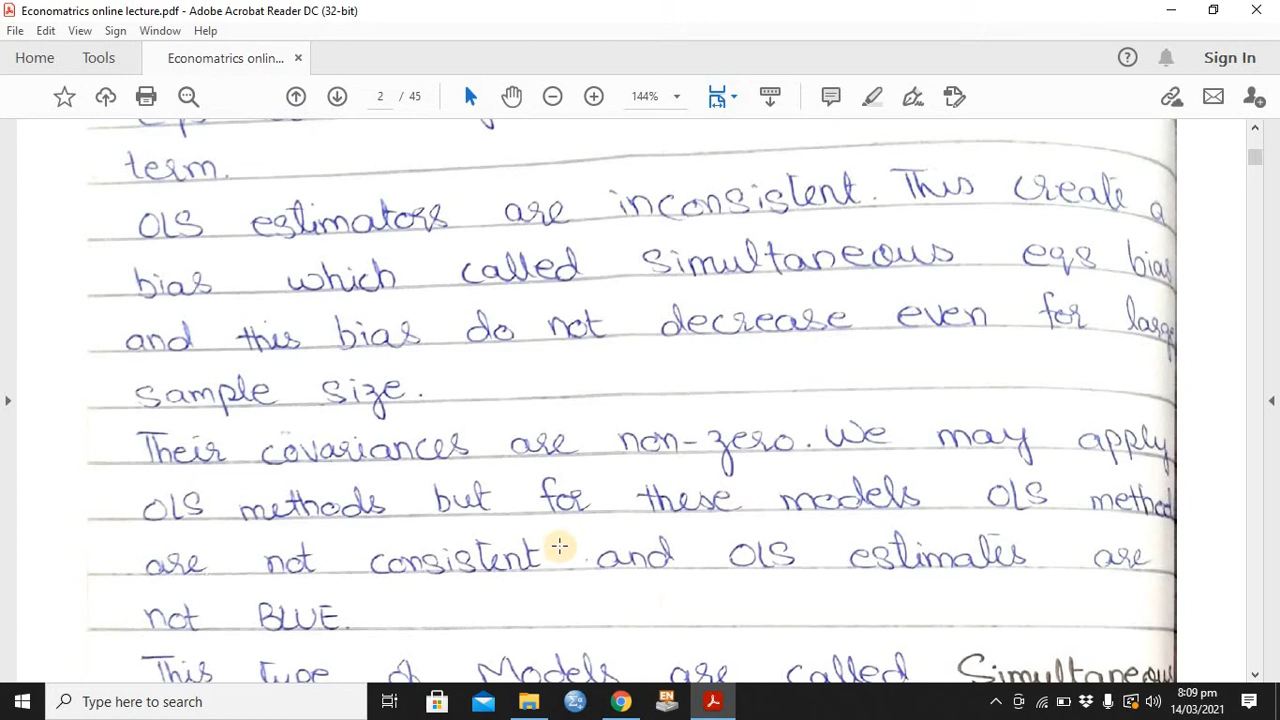 Economatrics online lecture.pdf - Adobe Acrobat Reader DC (32-bit)
File Edit View Sign Window Help
Home Tools Economatrics onlin... × Sign In
2 / 45 144%
term.
OLS estimators are inconsistent. This create a
bias which called simultaneous eqs bias
and this bias do not decrease even for large
sample size.
Their covariances are non-zero. We may apply
OLS methods but for these models OLS method
are not consistent. and OLS estimates are
not BLUE.
This type of Models are called Simultaneous
Type here to search
EN
8:09 pm
14/03/2021